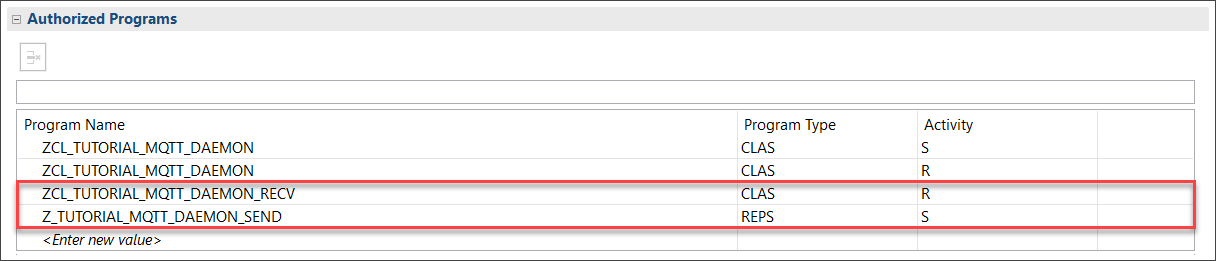 Authorized Programs
Program Name Program Type Activity
ZCL_TUTORIAL_MQTT_DAEMON CLAS S
ZCL_TUTORIAL_MQTT_DAEMON CLAS R
ZCL_TUTORIAL_MQTT_DAEMON_RECV CLAS R
Z_TUTORIAL_MQTT_DAEMON_SEND REPS S
<Enter new value>